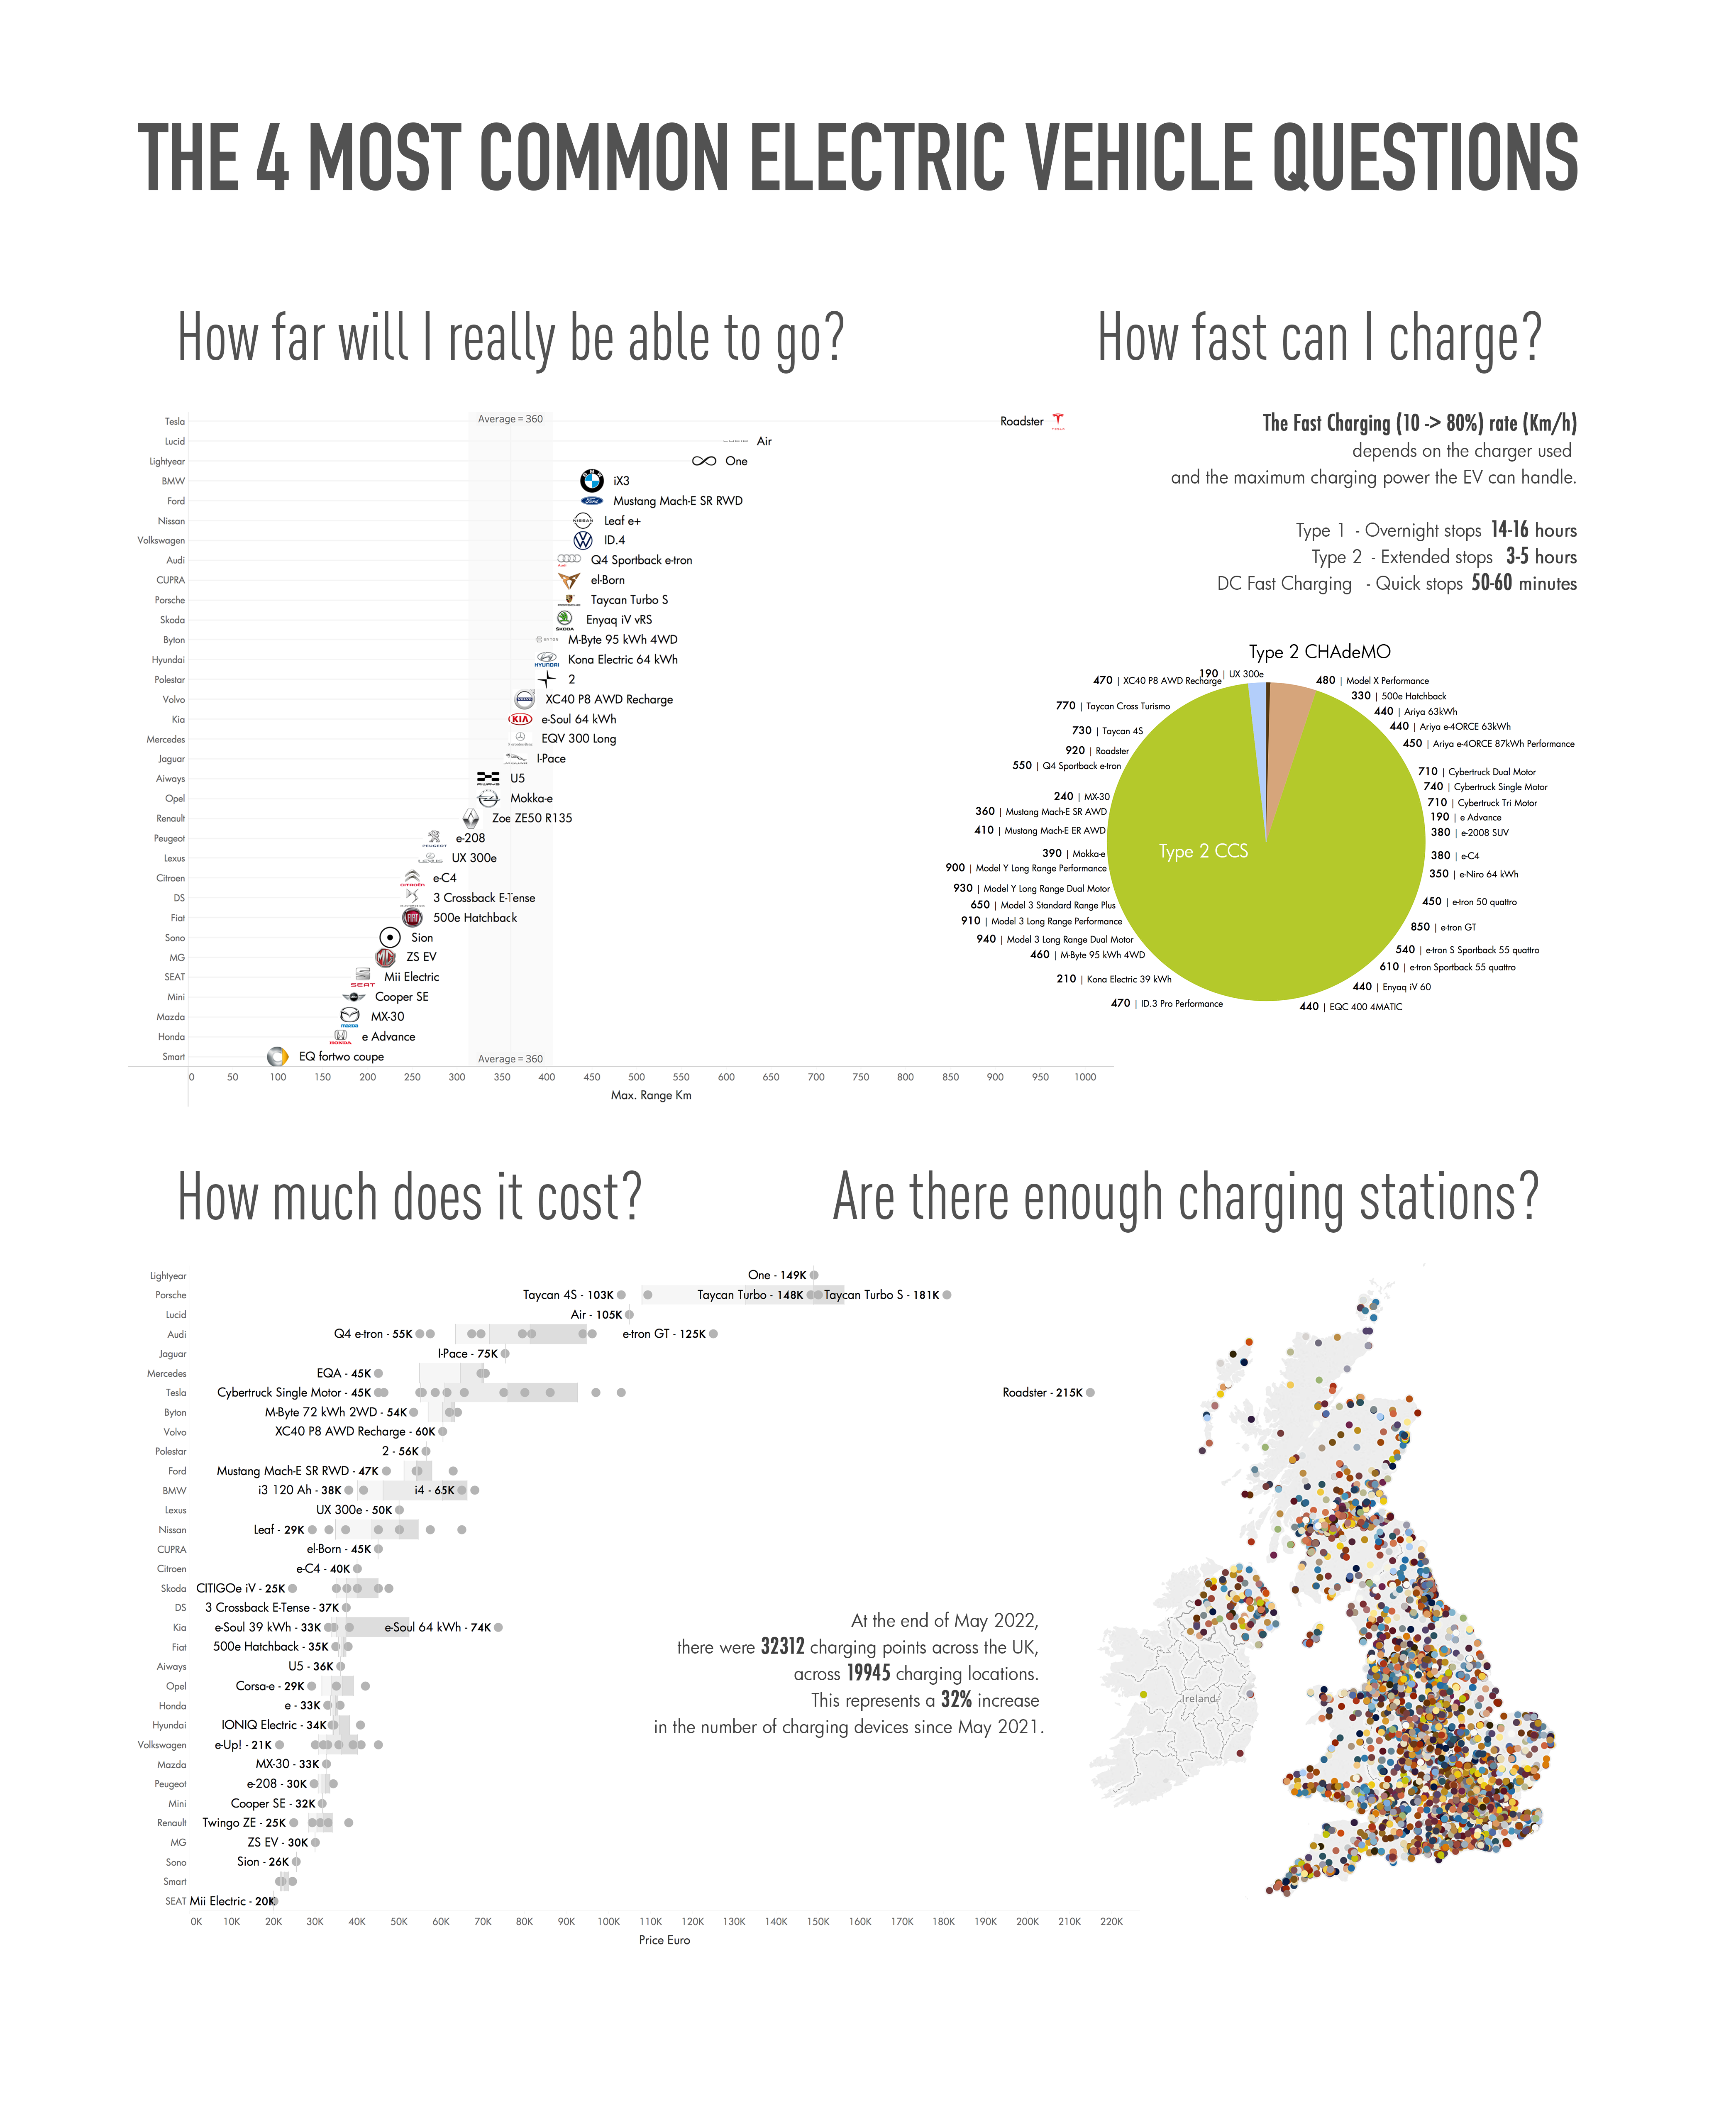 THE 4 MOST COMMON ELECTRIC VEHICLE QUESTIONS
How far will I really be able to go?
Average = 360
Tesla Roadster
Lucid Air
Lightyear One
BMW iX3
Ford Mustang Mach-E SR RWD
Nissan Leaf e+
Volkswagen ID.4
Audi Q4 Sportback e-tron
CUPRA el-Born
Porsche Taycan Turbo S
Skoda Enyaq iV vRS
Byton M-Byte 95 kWh 4WD
Hyundai Kona Electric 64 kWh
Polestar 2
Volvo XC40 P8 AWD Recharge
Kia e-Soul 64 kWh
Mercedes EQV 300 Long
Jaguar I-Pace
Aiways U5
Opel Mokka-e
Renault Zoe ZE50 R135
Peugeot e-208
Lexus UX 300e
Citroen e-C4
DS 3 Crossback E-Tense
Fiat 500e Hatchback
Sono Sion
MG ZS EV
SEAT Mii Electric
Mini Cooper SE
Mazda MX-30
Honda e Advance
Smart EQ fortwo coupe
Average = 360
0 50 100 150 200 250 300 350 400 450 500 550 600 650 700 750 800 850 900 950 1000
Max. Range Km
How fast can I charge?
The Fast Charging (10 -> 80%) rate (Km/h)
depends on the charger used
and the maximum charging power the EV can handle.
Type 1 - Overnight stops 14-16 hours
Type 2 - Extended stops 3-5 hours
DC Fast Charging - Quick stops 50-60 minutes
Type 2 CHAdeMO
Type 2 CCS
190 | UX 300e
470 | XC40 P8 AWD Recharge
770 | Taycan Cross Turismo
730 | Taycan 4S
920 | Roadster
550 | Q4 Sportback e-tron
240 | MX-30
360 | Mustang Mach-E SR AWD
410 | Mustang Mach-E ER AWD
390 | Mokka-e
900 | Model Y Long Range Performance
930 | Model Y Long Range Dual Motor
650 | Model 3 Standard Range Plus
910 | Model 3 Long Range Performance
940 | Model 3 Long Range Dual Motor
460 | M-Byte 95 kWh 4WD
210 | Kona Electric 39 kWh
470 | ID.3 Pro Performance
480 | Model X Performance
330 | 500e Hatchback
440 | Ariya 63kWh
440 | Ariya e-4ORCE 63kWh
450 | Ariya e-4ORCE 87kWh Performance
710 | Cybertruck Dual Motor
740 | Cybertruck Single Motor
710 | Cybertruck Tri Motor
190 | e Advance
380 | e-2008 SUV
380 | e-C4
350 | e-Niro 64 kWh
450 | e-tron 50 quattro
850 | e-tron GT
540 | e-tron S Sportback 55 quattro
610 | e-tron Sportback 55 quattro
440 | Enyaq iV 60
440 | EQC 400 4MATIC
How much does it cost?
Lightyear One - 149K
Porsche Taycan 4S - 103K Taycan Turbo - 148K Taycan Turbo S - 181K
Lucid Air - 105K
Audi Q4 e-tron - 55K e-tron GT - 125K
Jaguar I-Pace - 75K
Mercedes EQA - 45K
Tesla Cybertruck Single Motor - 45K Roadster - 215K
Byton M-Byte 72 kWh 2WD - 54K
Volvo XC40 P8 AWD Recharge - 60K
Polestar 2 - 56K
Ford Mustang Mach-E SR RWD - 47K
BMW i3 120 Ah - 38K i4 - 65K
Lexus UX 300e - 50K
Nissan Leaf - 29K
CUPRA el-Born - 45K
Citroen e-C4 - 40K
Skoda CITIGOe iV - 25K
DS 3 Crossback E-Tense - 37K
Kia e-Soul 39 kWh - 33K e-Soul 64 kWh - 74K
Fiat 500e Hatchback - 35K
Aiways U5 - 36K
Opel Corsa-e - 29K
Honda e - 33K
Hyundai IONIQ Electric - 34K
Volkswagen e-Up! - 21K
Mazda MX-30 - 33K
Peugeot e-208 - 30K
Mini Cooper SE - 32K
Renault Twingo ZE - 25K
MG ZS EV - 30K
Sono Sion - 26K
Smart
SEAT Mii Electric - 20K
0K 10K 20K 30K 40K 50K 60K 70K 80K 90K 100K 110K 120K 130K 140K 150K 160K 170K 180K 190K 200K 210K 220K
Price Euro
Are there enough charging stations?
At the end of May 2022,
there were 32312 charging points across the UK,
across 19945 charging locations.
This represents a 32% increase
in the number of charging devices since May 2021.
Ireland